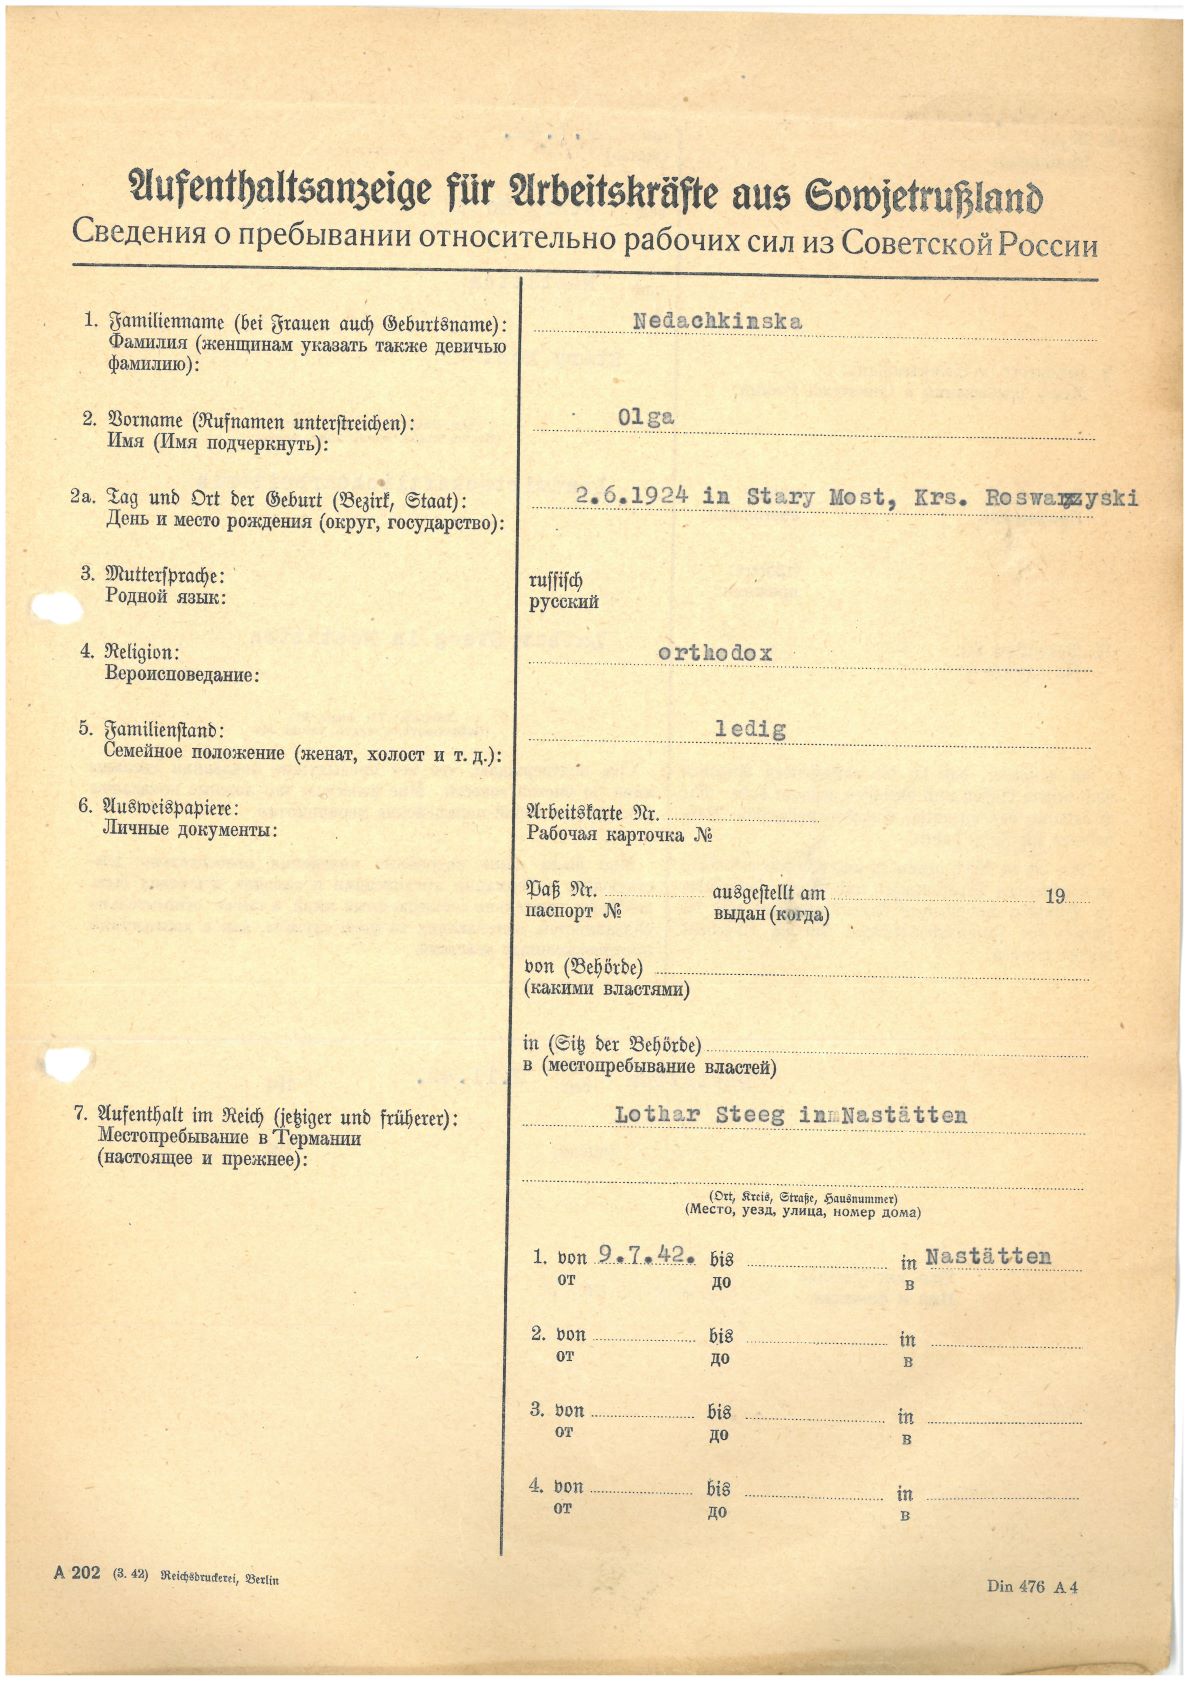 Aufenthaltsanzeige für Arbeitskräfte aus Sowjetrußland
Сведения о пребывании относительно рабочих сил из Советской России
1. Familienname (bei Frauen auch Geburtsname): Nedachkinska
Фамилия (женщинам указать также девичью
фамилию):
2. Vorname (Rufnamen unterstreichen): Olga
Имя (Имя подчеркнуть):
2a. Tag und Ort der Geburt (Bezirk, Staat): 2.6.1924 in Stary Most, Krs.
День и место рождения (округ, государство):
3. Muttersprache: russisch
Родной язык: русский
4. Religion: orthodox
Вероисповедание:
5. Familienstand: ledig
Семейное положение (женат, холост и т. д.):
6. Ausweispapiere: Arbeitskarte Nr.
Личные документы: Рабочая карточка №
Paß Nr. ausgestellt am 19
паспорт № выдан (когда)
von (Behörde)
(какими властями)
in (Sitz der Behörde)
в (местопребывание властей)
7. Aufenthalt im Reich (jetziger und früherer): Lothar Steeg in Nastätten
Местопребывание в Германии
(настоящее и прежнее):
(Ort, Kreis, Straße, Hausnummer)
(Место, уезд, улица, номер дома)
1. von 9.7.42. bis in Nastätten
от до в
2. von bis in
от до в
3. von bis in
от до в
4. von bis in
от до в
A 202 (3. 42) Reichsdruckerei, Berlin
Din 476 A 4